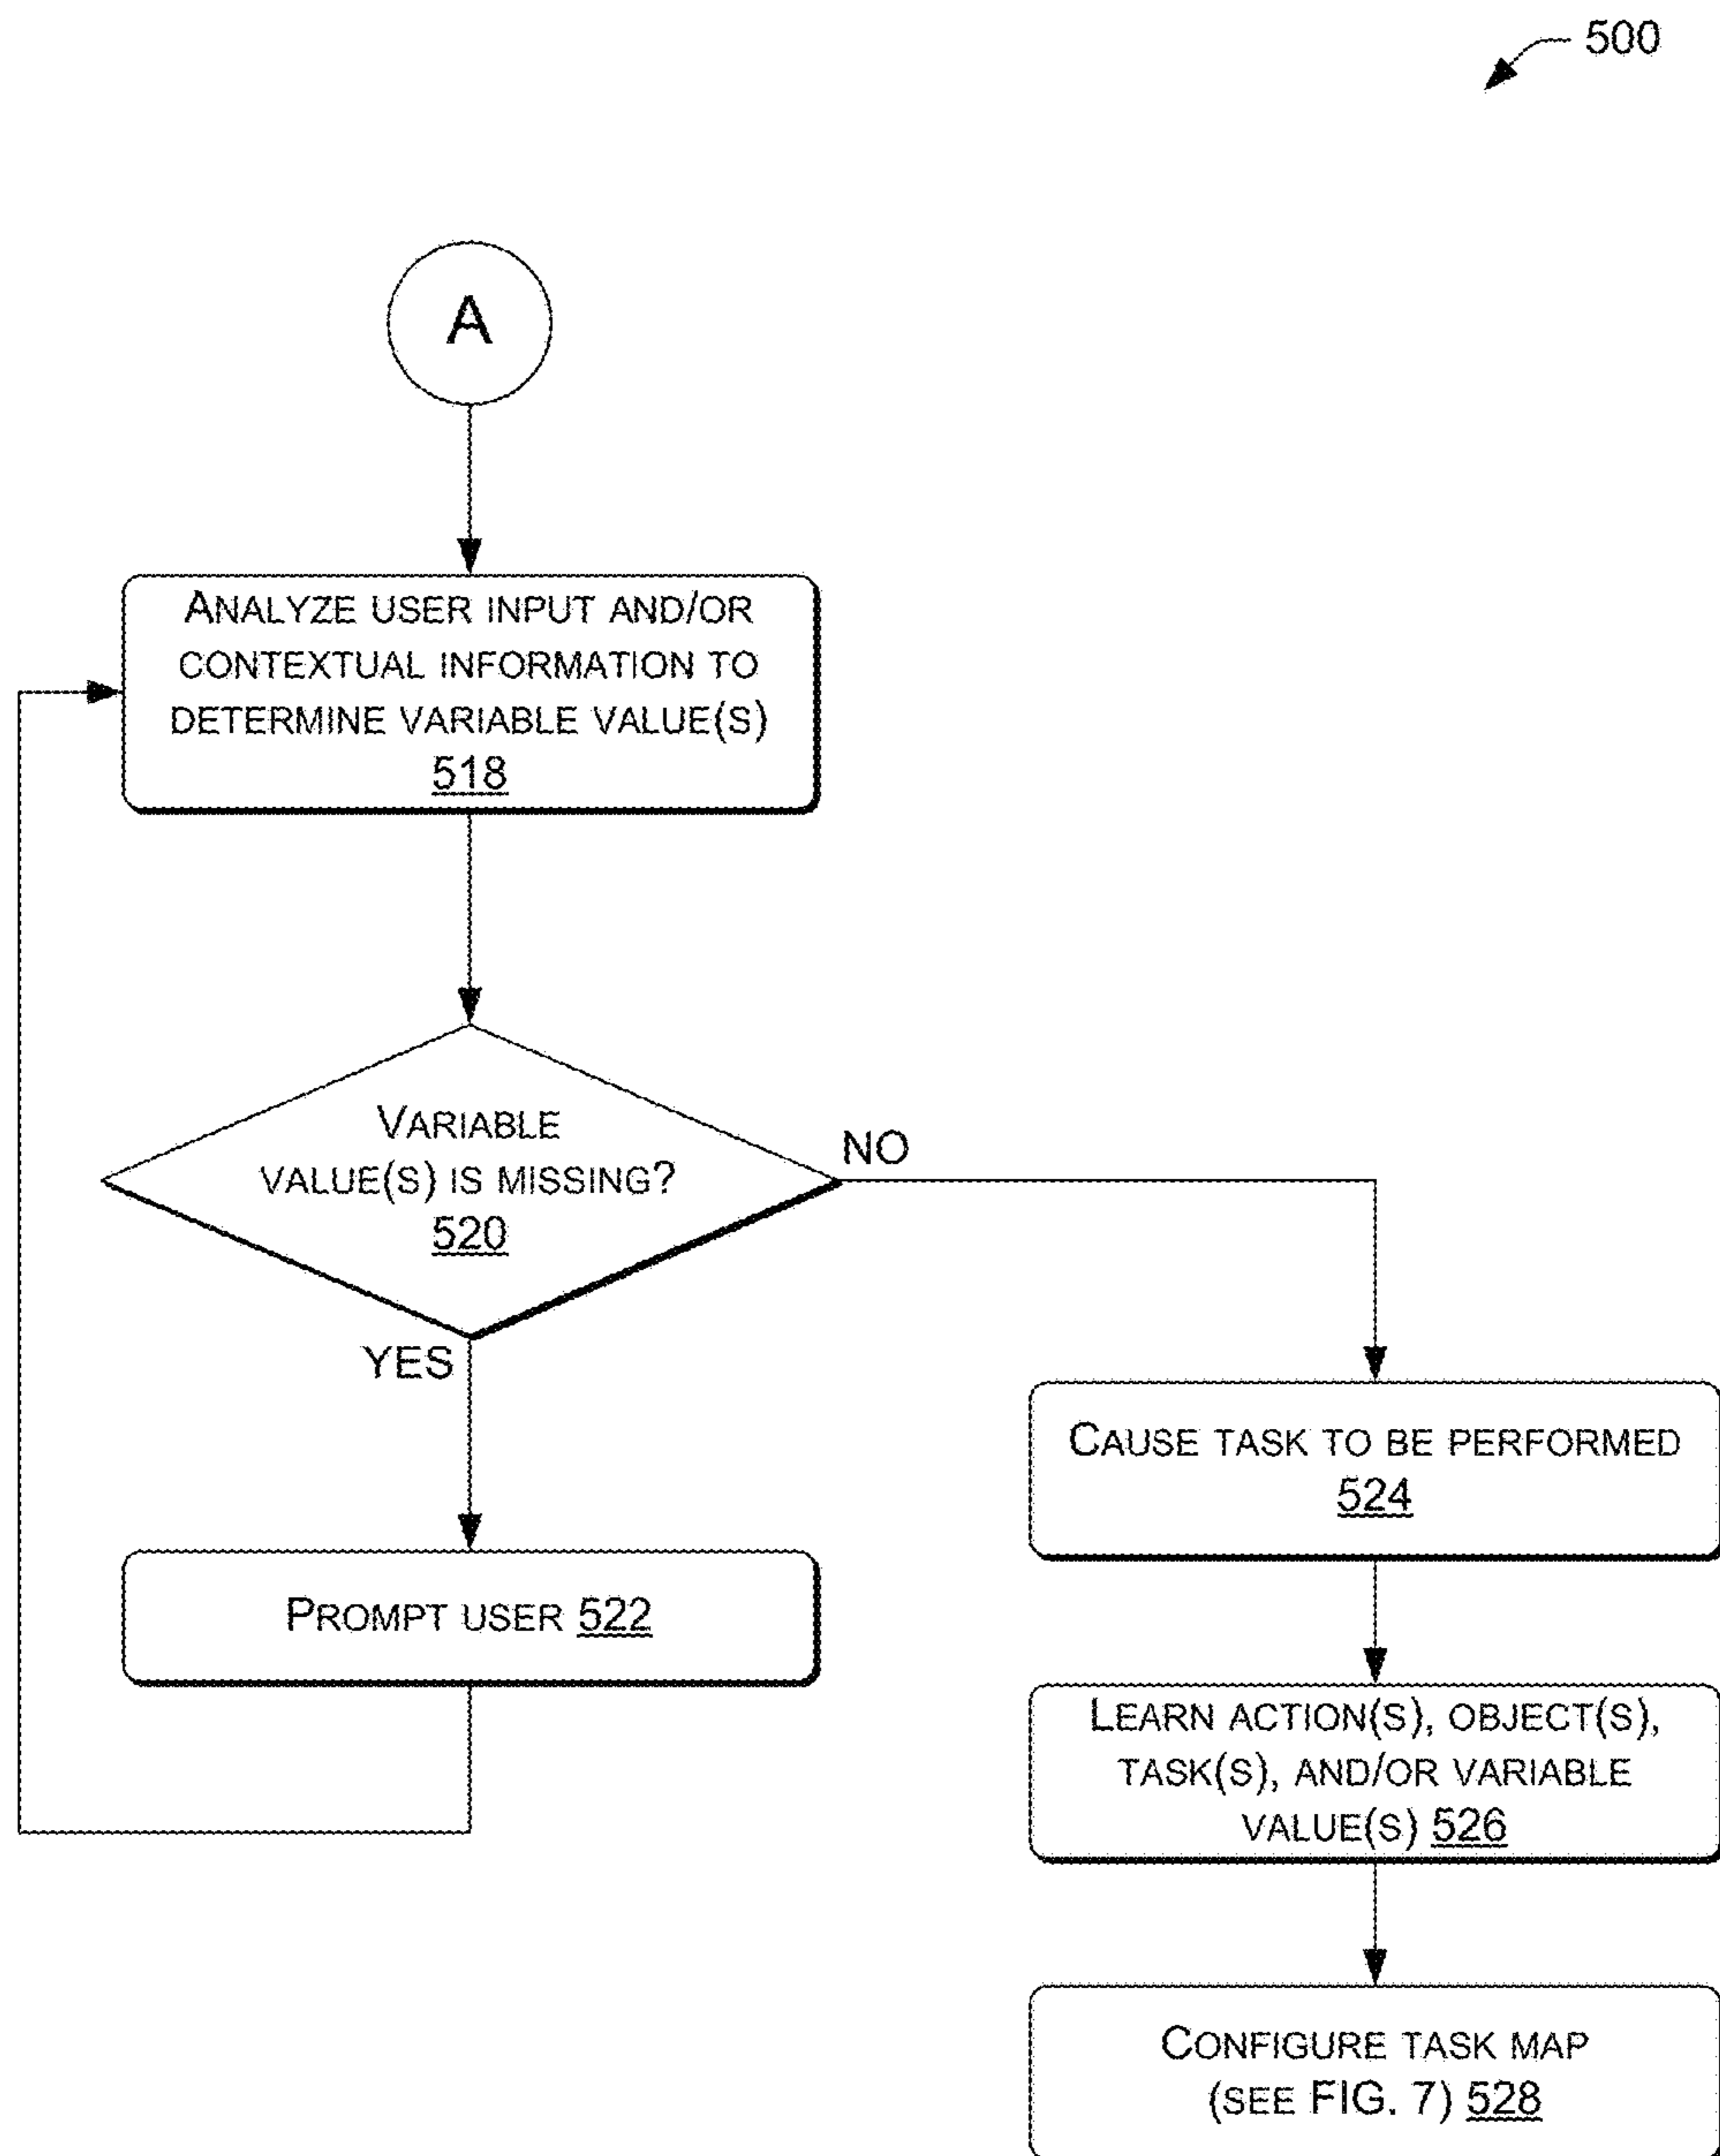 500
A
ANALYZE USER INPUT AND/OR
CONTEXTUAL INFORMATION TO
DETERMINE VARIABLE VALUE(S)
518
VARIABLE
VALUE(S) IS MISSING?
520
NO
YES
PROMPT USER 522
CAUSE TASK TO BE PERFORMED
524
LEARN ACTION(S), OBJECT(S),
TASK(S), AND/OR VARIABLE
VALUE(S) 526
CONFIGURE TASK MAP
(SEE FIG. 7) 528